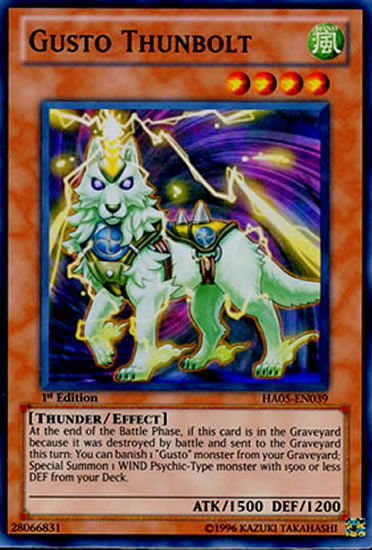 GUSTO THUNBOLT
WIND
風
1st Edition
HA05-EN039
[THUNDER/EFFECT]
At the end of the Battle Phase, if this card is in the Graveyard
because it was destroyed by battle and sent to the Graveyard
this turn: You can banish 1 "Gusto" monster from your Graveyard;
Special Summon 1 WIND Psychic-Type monster with 1500 or less
DEF from your Deck.
ATK/1500 DEF/1200
28066831
©1996 KAZUKI TAKAHASHI